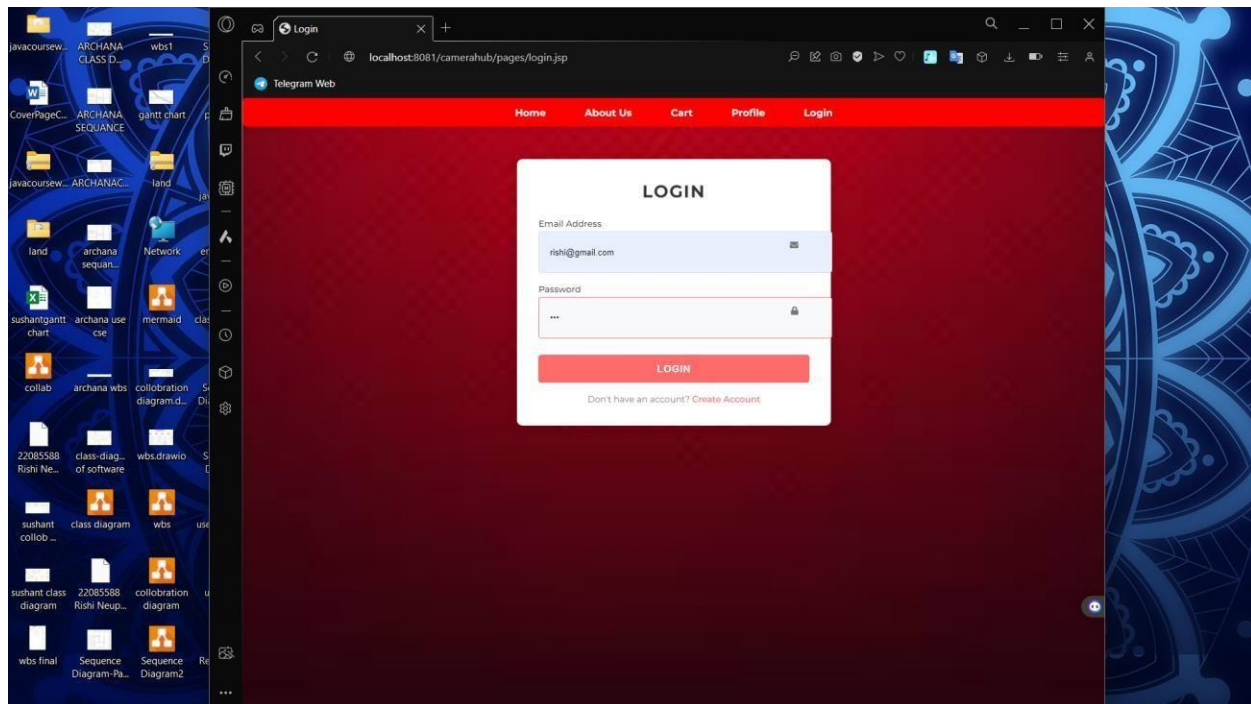 javacoursew...
ARCHANA CLASS D...
wbs1
CoverPageC...
ARCHANA SEQUANCE
gantt chart
javacoursew...
ARCHANAC...
land
land
archana sequan...
Network
sushantgantt chart
archana use cse
mermaid
collab
archana wbs
collobration diagram.d...
22085588 Rishi Ne...
class-diag... of software
wbs.drawio
sushant collob ...
class diagram
wbs
sushant class diagram
22085588 Rishi Neup...
collobration diagram
wbs final
Sequence Diagram-Pa...
Sequence Diagram2
Login
localhost:8081/camerahub/pages/login.jsp
Telegram Web
Home About Us Cart Profile Login
LOGIN
Email Address
rishi@gmail.com
Password
•••
LOGIN
Don't have an account? Create Account